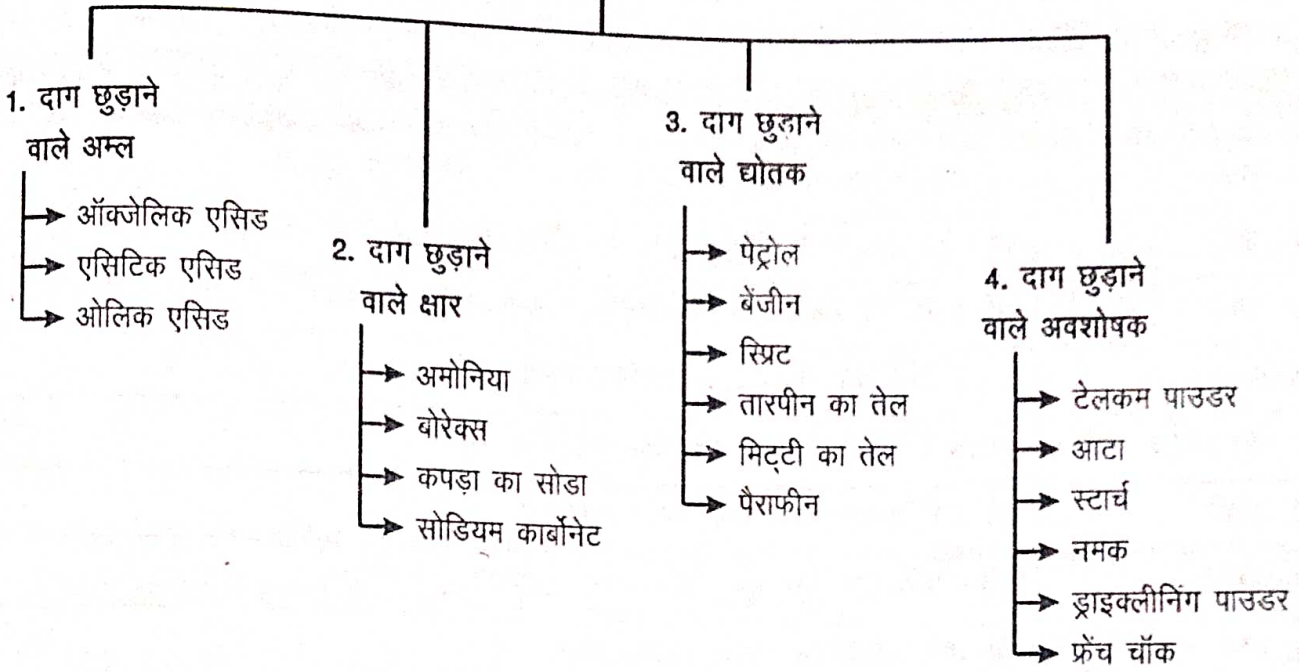 1. दाग छुड़ाने
वाले अम्ल
ऑक्जेलिक एसिड
एसिटिक एसिड
ओलिक एसिड
2. दाग छुड़ाने
वाले क्षार
अमोनिया
बोरेक्स
कपड़ा का सोडा
सोडियम कार्बोनेट
3. दाग छुडाने
वाले द्योतक
पेट्रोल
बेंजीन
स्प्रिट
तारपीन का तेल
मिट्टी का तेल
पैराफीन
4. दाग छुड़ाने
वाले अवशोषक
टेलकम पाउडर
आटा
स्टार्च
नमक
ड्राइक्लीनिंग पाउडर
फ्रेंच चॉक